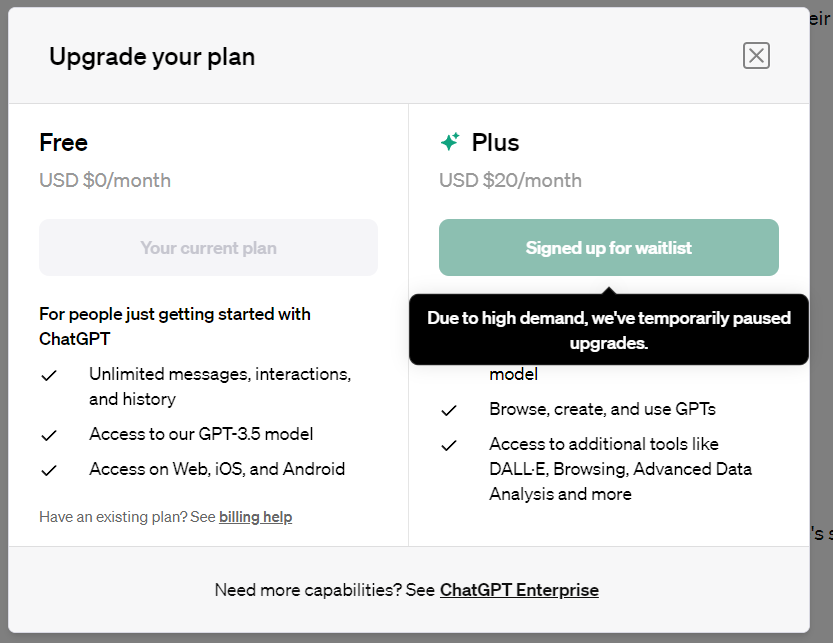 Upgrade your plan
Free
USD $0/month
Your current plan
For people just getting started with
ChatGPT
Unlimited messages, interactions,
and history
Access to our GPT-3.5 model
Access on Web, iOS, and Android
Have an existing plan? See billing help
Plus
USD $20/month
Signed up for waitlist
Due to high demand, we've temporarily paused
upgrades.
model
Browse, create, and use GPTs
Access to additional tools like
DALL·E, Browsing, Advanced Data
Analysis and more
Need more capabilities? See ChatGPT Enterprise